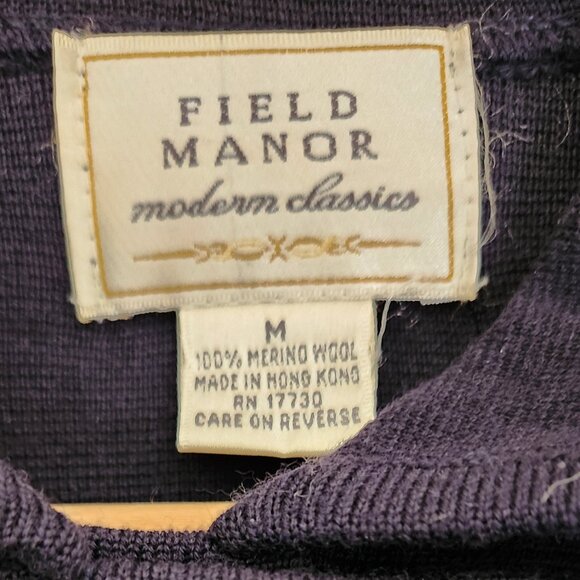 FIELD
MANOR
modern classics
M
100% MERINO WOOL
MADE IN HONG KONG
RN 17730
CARE ON REVERSE